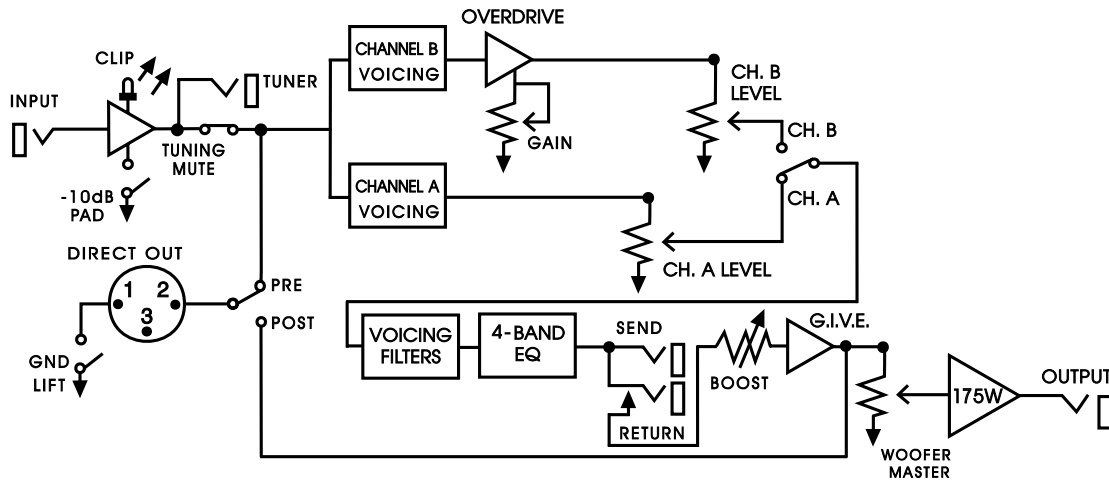 OVERDRIVE
CLIP
CHANNEL B
VOICING
TUNER
CH. B
LEVEL
INPUT
CH. B
TUNING
MUTE
GAIN
-10dB
PAD
CHANNEL A
VOICING
CH. A
CH. A LEVEL
DIRECT OUT
1
2
3
PRE
POST
GND
LIFT
VOICING
FILTERS
4-BAND
EQ
SEND
RETURN
BOOST
G.I.V.E.
175W
OUTPUT
WOOFER
MASTER